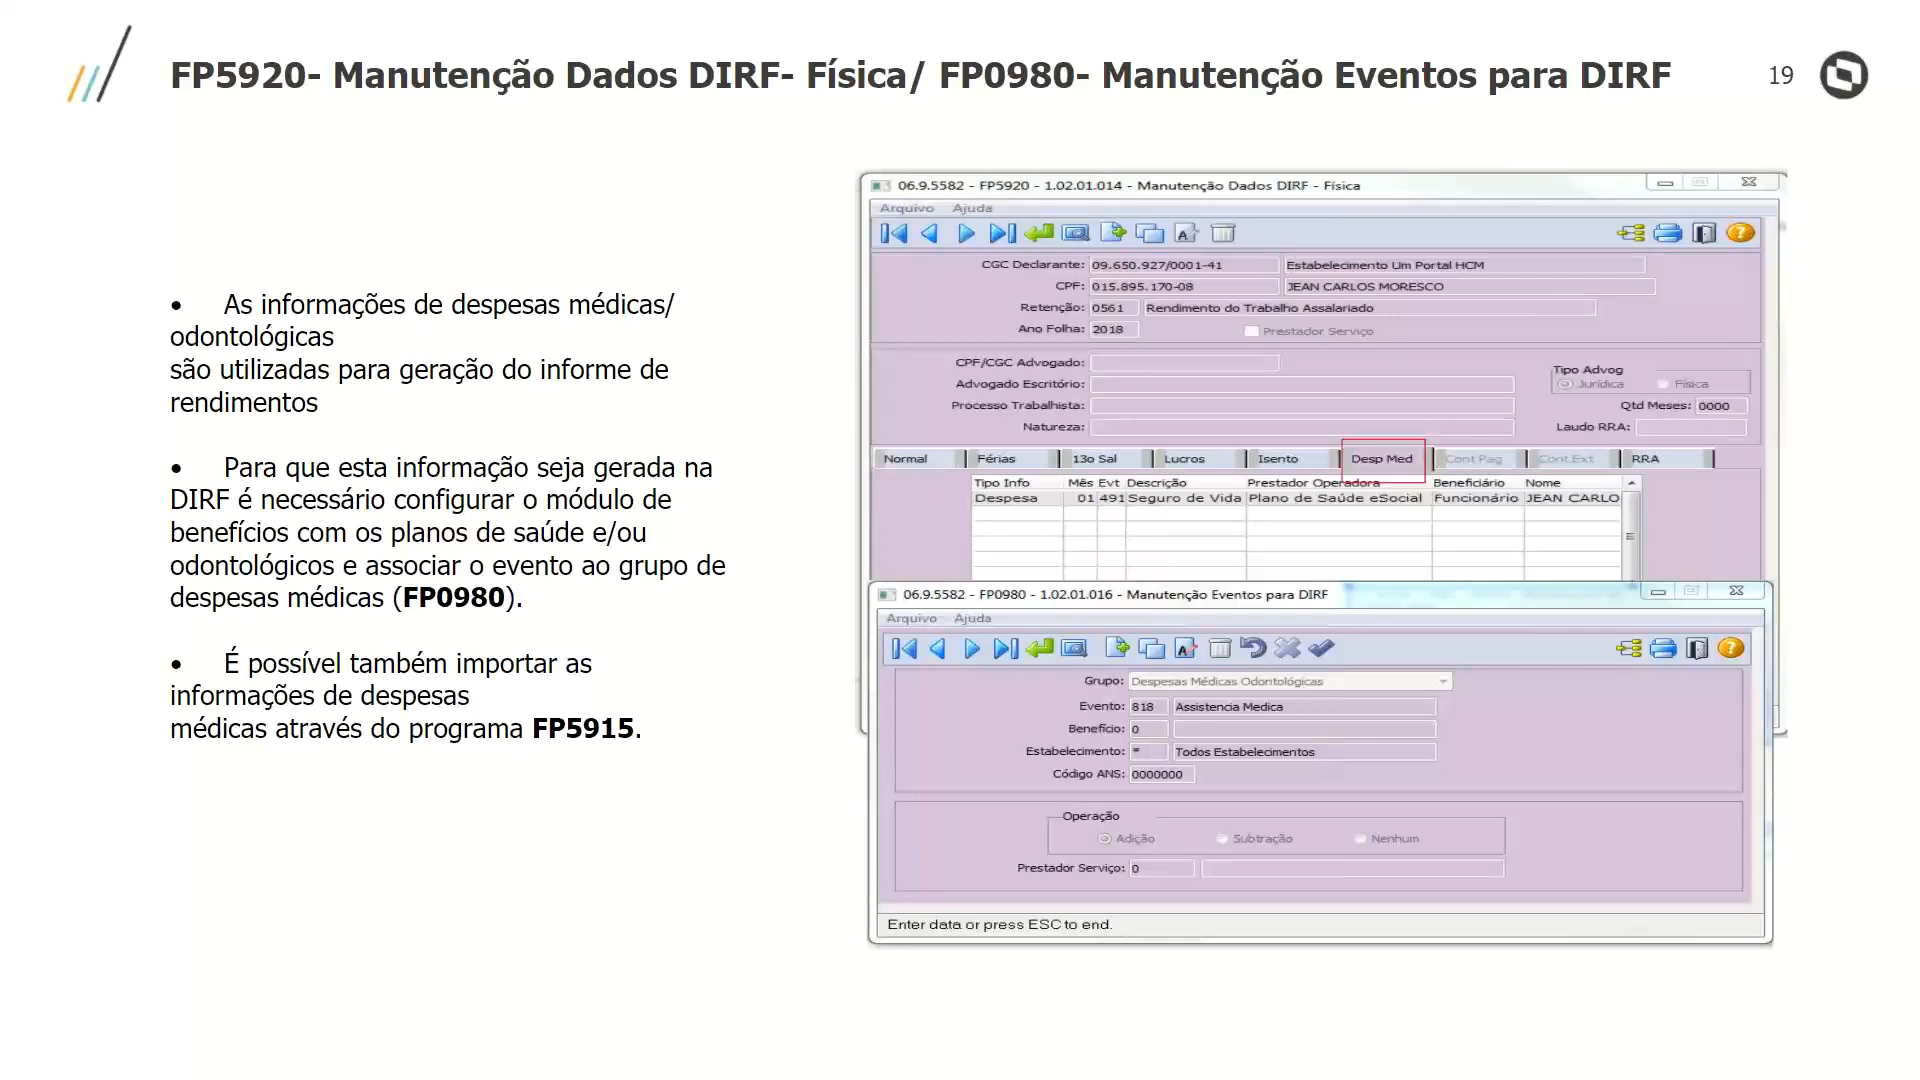 FP5920- Manutenção Dados DIRF- Física/ FP0980- Manutenção Eventos para DIRF
19
• As informações de despesas médicas/
odontológicas
são utilizadas para geração do informe de
rendimentos
• Para que esta informação seja gerada na
DIRF é necessário configurar o módulo de
benefícios com os planos de saúde e/ou
odontológicos e associar o evento ao grupo de
despesas médicas (FP0980).
• É possível também importar as
informações de despesas
médicas através do programa FP5915.
06.9.5582 - FP5920 - 1.02.01.014 - Manutenção Dados DIRF - Física
Arquivo Ajuda
CGC Declarante: 09.650.927/0001-41 Estabelecimento Um Portal HCM
CPF: 015.895.170-08 JEAN CARLOS MORESCO
Retenção: 0561 Rendimento do Trabalho Assalariado
Ano Folha: 2018 Prestador Serviço
CPF/CGC Advogado:
Tipo Advog
Advogado Escritório: Jurídica Física
Processo Trabalhista: Qtd Meses: 0000
Natureza: Laudo RRA:
Normal Férias 13o Sal Lucros Isento Desp Med Cont Pag Cont Ext RRA
Tipo Info Mês Evt Descrição Prestador Operadora Beneficiário Nome
Despesa 01 491 Seguro de Vida Plano de Saúde eSocial Funcionário JEAN CARLO
06.9.5582 - FP0980 - 1.02.01.016 - Manutenção Eventos para DIRF
Arquivo Ajuda
Grupo: Despesas Médicas Odontológicas
Evento: 818 Assistencia Medica
Benefício: 0
Estabelecimento: * Todos Estabelecimentos
Código ANS: 0000000
Operação
Adição Subtração Nenhum
Prestador Serviço: 0
Enter data or press ESC to end.